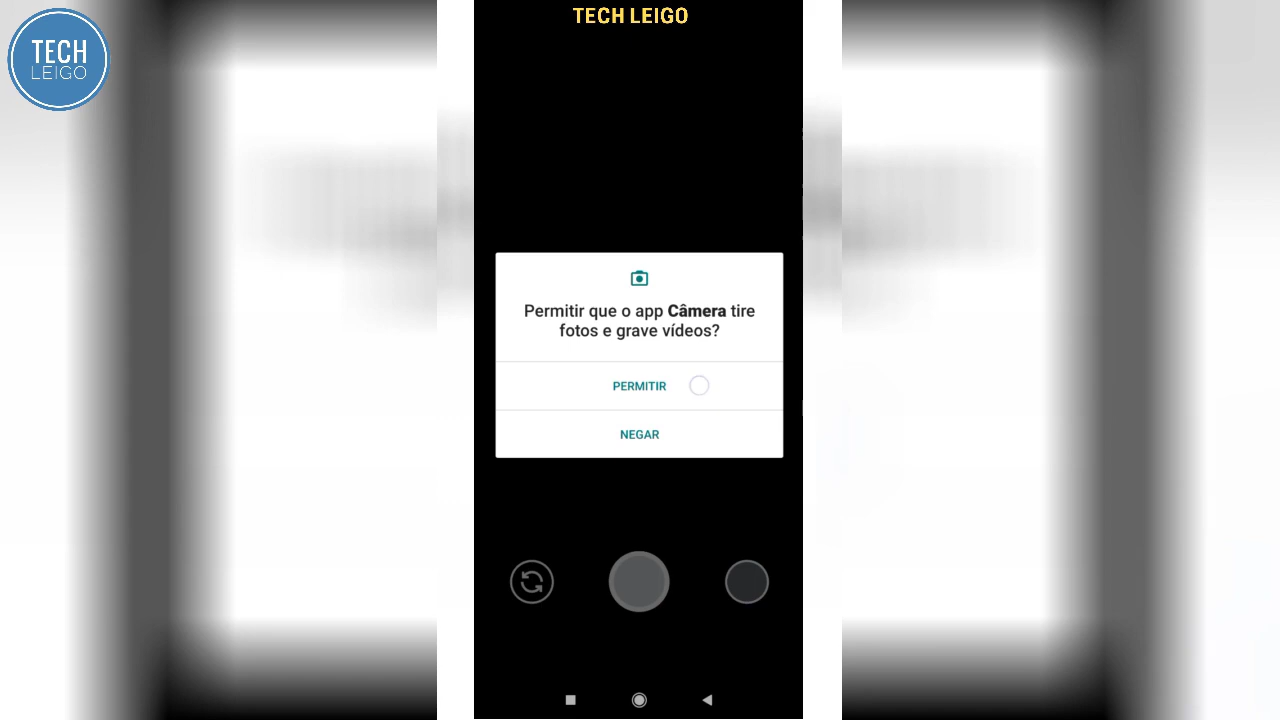 TECH LEIGO
TECH
LEIGO
Permitir que o app Câmera tire
fotos e grave vídeos?
PERMITIR
NEGAR